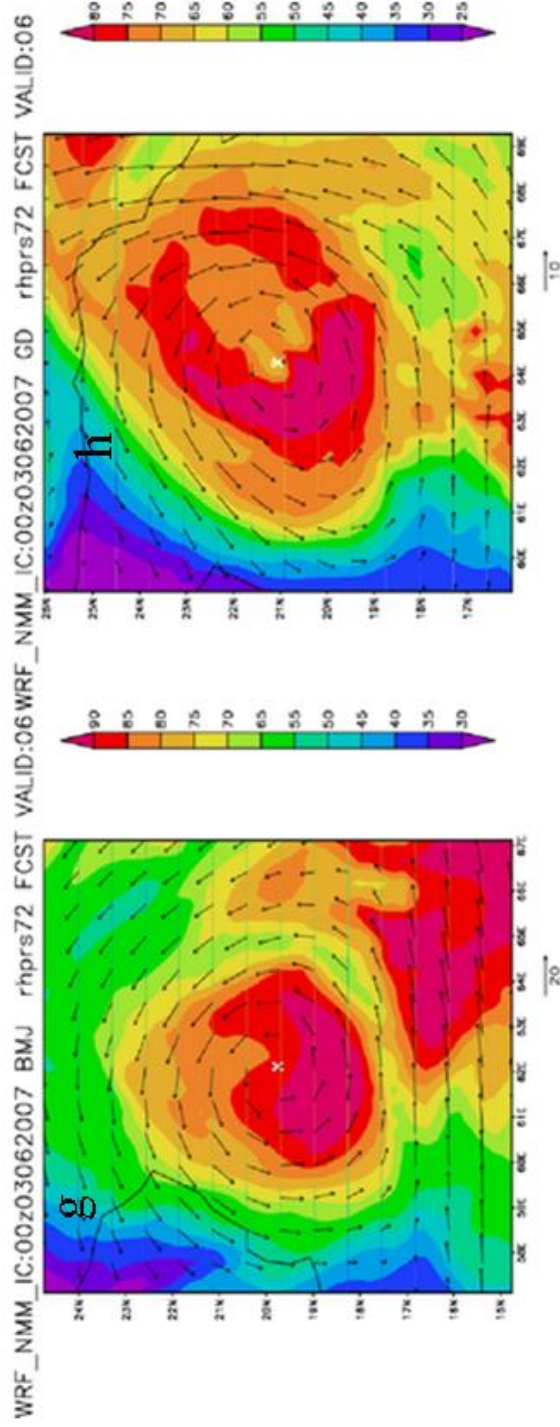 WRF_NMM_IC:00z03062007 BMJ rhprs72 FCST VALID:06
g
24N
23N
22N
21N
20N
19N
18N
17N
16N
15N
58E 59E 60E 61E 62E 63E 64E 65E 66E 67E
20
90
85
80
75
70
65
60
55
50
45
40
35
30
WRF_NMM_IC:00z03062007 GD rhprs72 FCST VALID:06
h
26N
25N
24N
23N
22N
21N
20N
19N
18N
17N
60E 61E 62E 63E 64E 65E 66E 67E 68E 69E
10
80
75
70
65
60
55
50
45
40
35
30
25